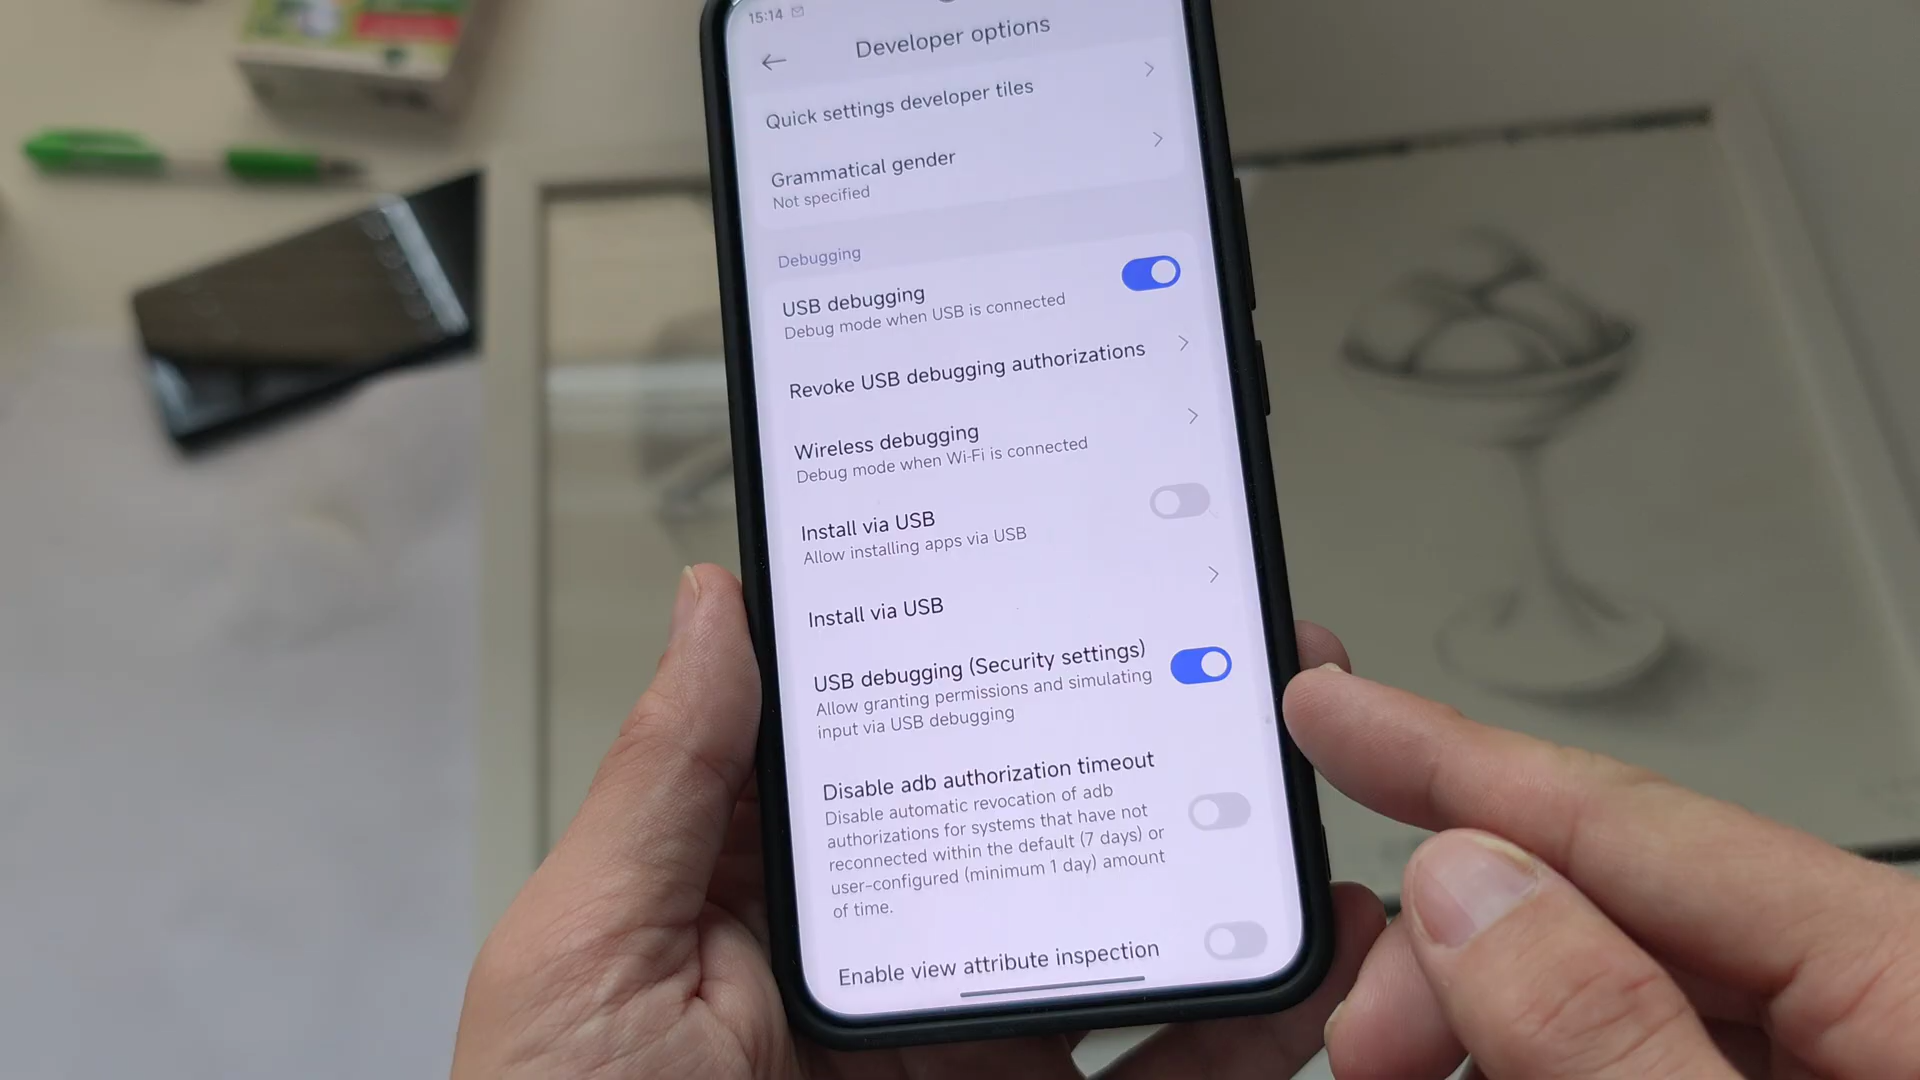 15:14
Developer options
Quick settings developer tiles
Grammatical gender
Not specified
Debugging
USB debugging
Debug mode when USB is connected
Revoke USB debugging authorizations
Wireless debugging
Debug mode when Wi-Fi is connected
Install via USB
Allow installing apps via USB
Install via USB
USB debugging (Security settings)
Allow granting permissions and simulating
input via USB debugging
Disable adb authorization timeout
Disable automatic revocation of adb
authorizations for systems that have not
reconnected within the default (7 days) or
user-configured (minimum 1 day) amount
of time.
Enable view attribute inspection